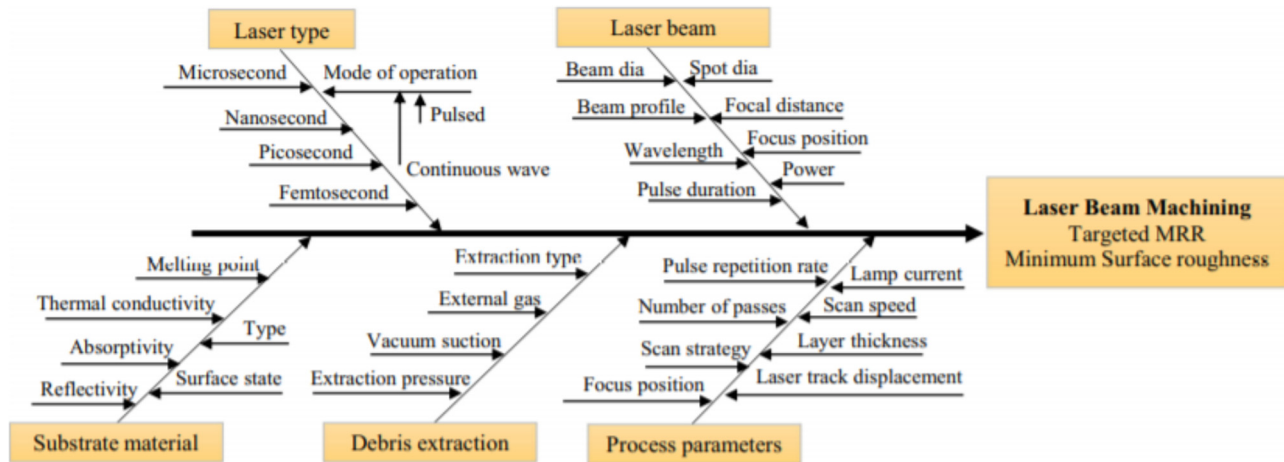 Laser type
Laser beam
Microsecond
Mode of operation
Beam dia
Spot dia
Nanosecond
Pulsed
Beam profile
Focal distance
Picosecond
Continuous wave
Wavelength
Focus position
Femtosecond
Pulse duration
Power
Laser Beam Machining
Targeted MRR
Minimum Surface roughness
Melting point
Extraction type
Pulse repetition rate
Lamp current
Thermal conductivity
External gas
Number of passes
Scan speed
Absorptivity
Type
Vacuum suction
Scan strategy
Layer thickness
Reflectivity
Surface state
Extraction pressure
Focus position
Laser track displacement
Substrate material
Debris extraction
Process parameters